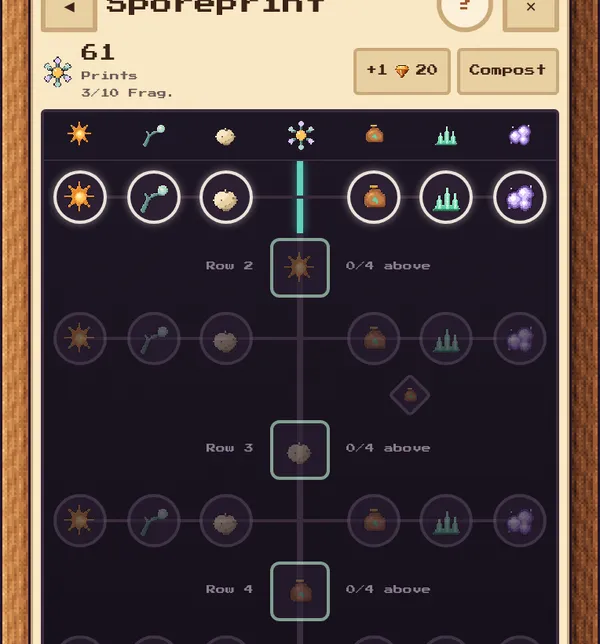 Sporeprint
?
×
61
Prints
3/10 Frag.
+1 20
Compost
Row 2 0/4 above
Row 3 0/4 above
Row 4 0/4 above